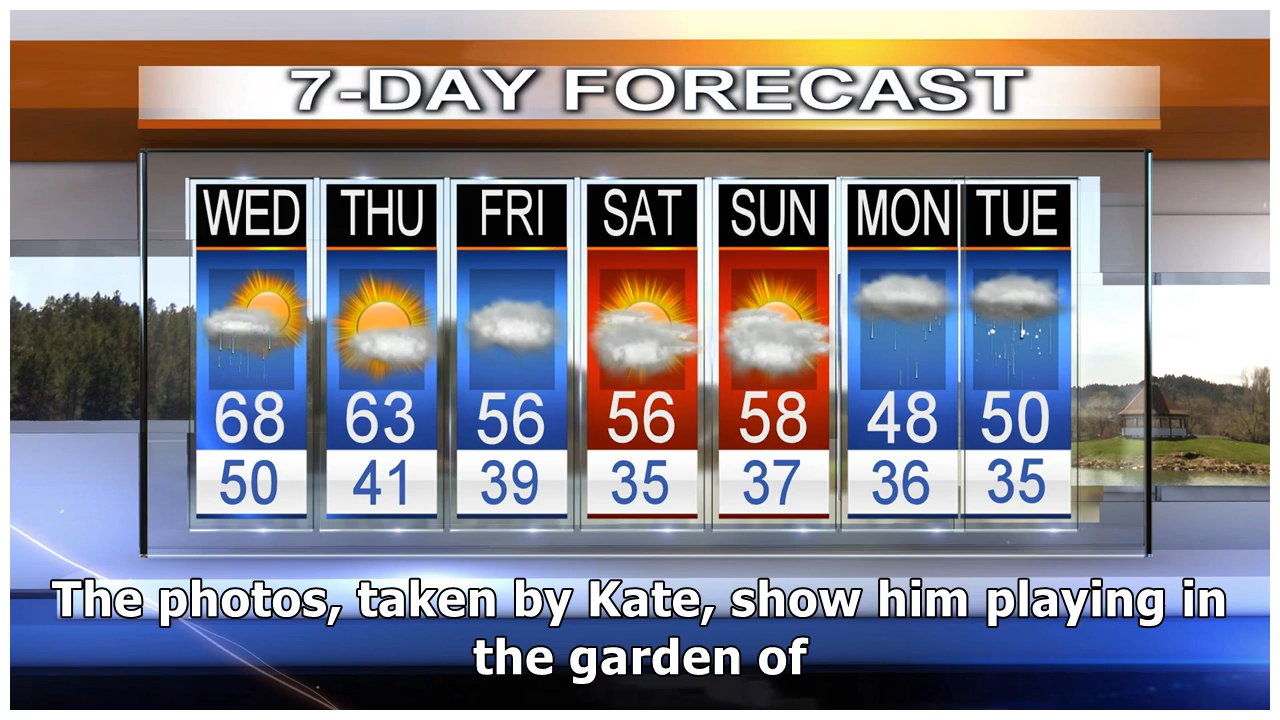 7-DAY FORECAST
WED THU FRI SAT SUN MON TUE
68 63 56 56 58 48 50
50 41 39 35 37 36 35
The photos, taken by Kate, show him playing in
the garden of